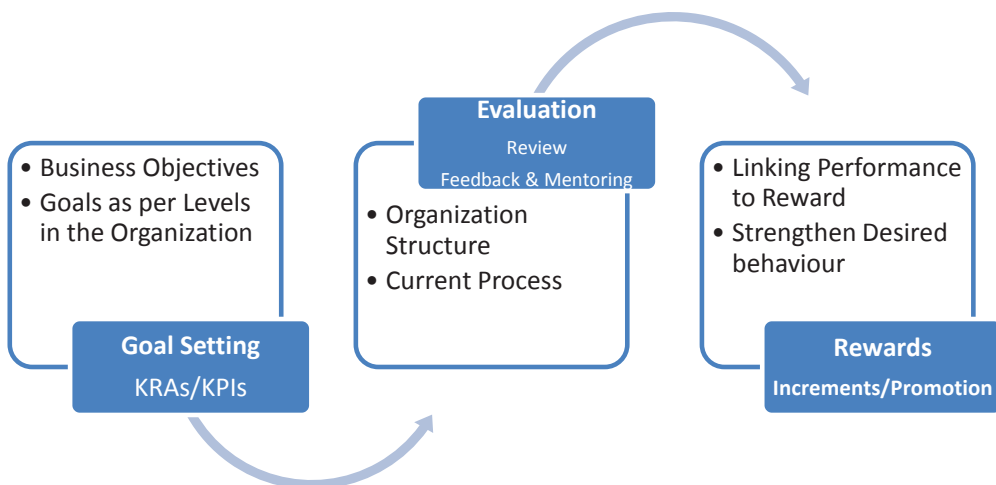 • Business Objectives
• Goals as per Levels
in the Organization
Goal Setting
KRAs/KPIs
Evaluation
Review
Feedback & Mentoring
• Organization
Structure
• Current Process
• Linking Performance
to Reward
• Strengthen Desired
behaviour
Rewards
Increments/Promotion